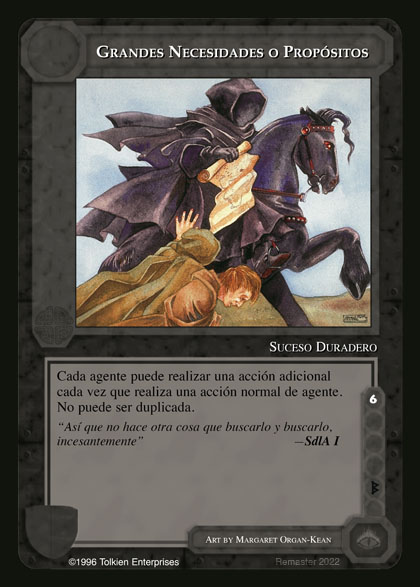 Grandes Necesidades o Propósitos
Suceso Duradero
Cada agente puede realizar una acción adicional
cada vez que realiza una acción normal de agente.
No puede ser duplicada.
“Así que no hace otra cosa que buscarlo y buscarlo,
incesantemente” –SdlA I
6
Art by Margaret Organ-Kean
©1996 Tolkien Enterprises
Remaster 2022